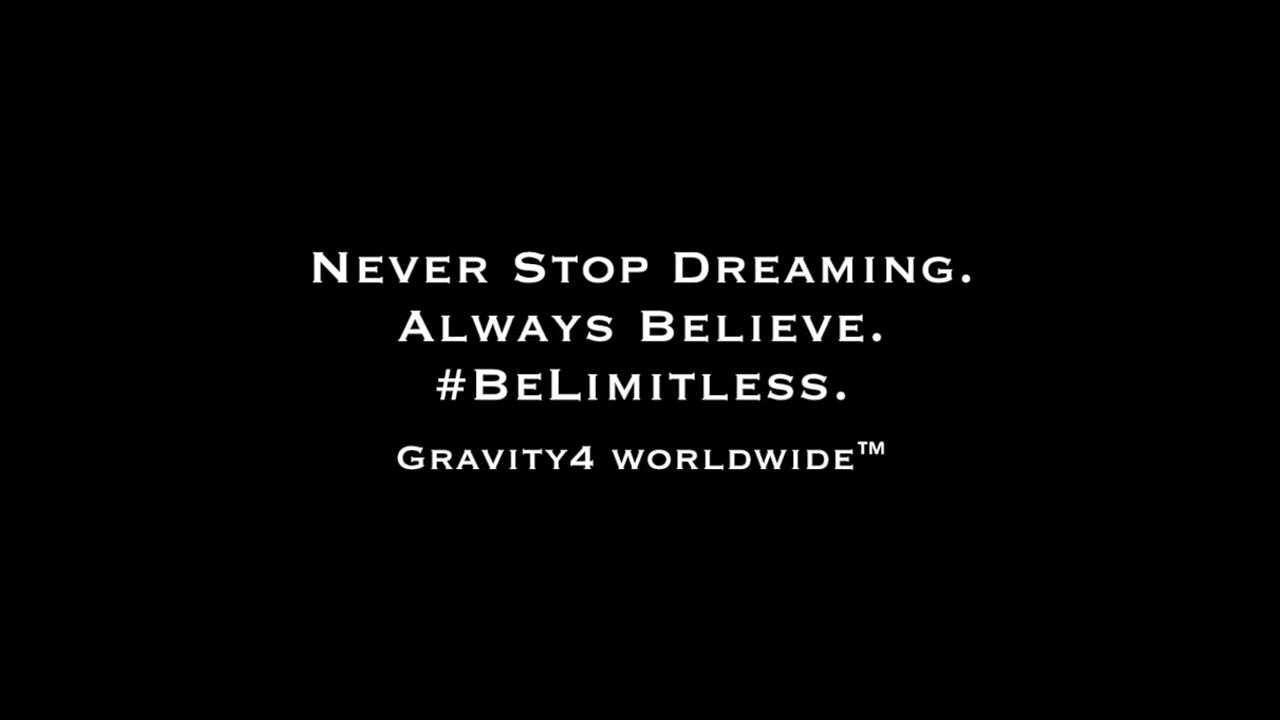 Never Stop Dreaming.
Always Believe.
#BeLimitless.
Gravity4 worldwide™